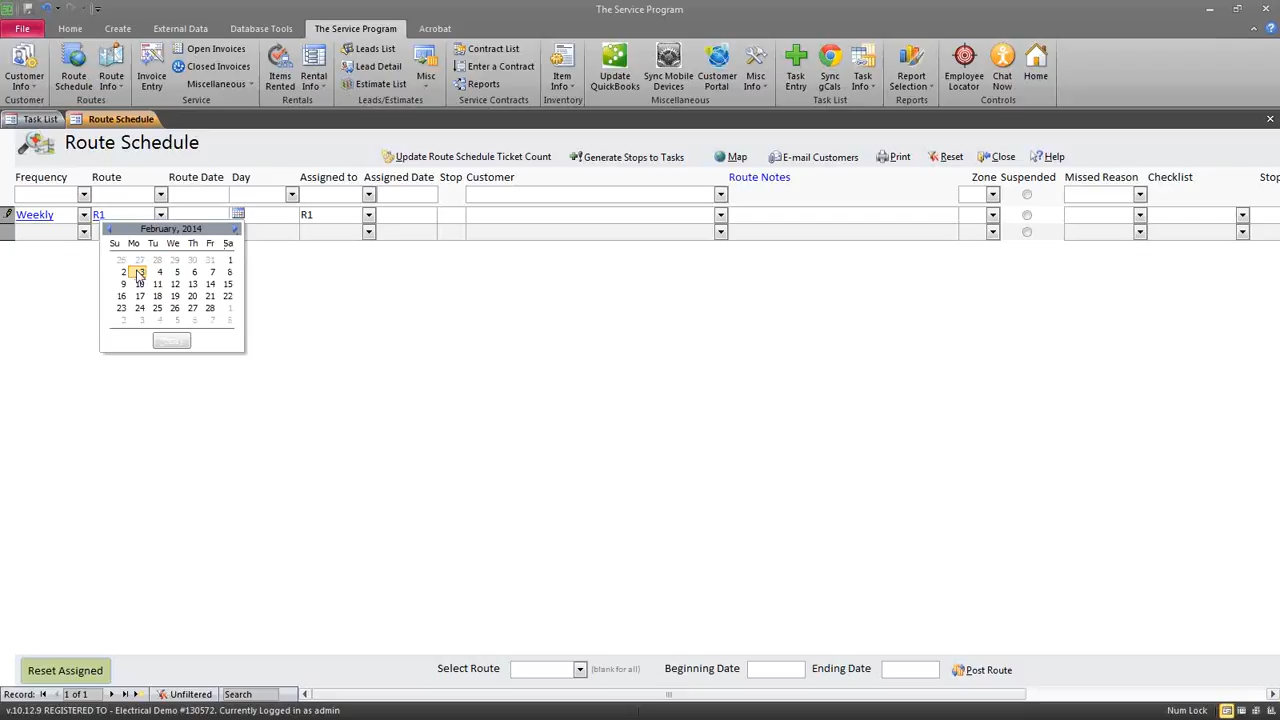 The Service Program
File Home Create External Data Database Tools The Service Program Acrobat
Customer Info Route Schedule Route Info Invoice Entry Open Invoices Closed Invoices Miscellaneous Items Rented Rental Info Leads List Lead Detail Estimate List Misc Contract List Enter a Contract Reports Item Info Update QuickBooks Sync Mobile Devices Customer Portal Misc Info Task Entry Sync gCals Task Info Report Selection Employee Locator Chat Now Home
Customer Routes Service Rentals Leads/Estimates Service Contracts Inventory Miscellaneous Task List Reports Controls
Task List Route Schedule
Route Schedule
Update Route Schedule Ticket Count Generate Stops to Tasks Map E-mail Customers Print Reset Close Help
Frequency Route Route Date Day Assigned to Assigned Date Stop Customer Route Notes Zone Suspended Missed Reason Checklist Stop
Weekly R1 R1
February, 2014
Su Mo Tu We Th Fr Sa
26 27 28 29 30 31 1
2 3 4 5 6 7 8
9 10 11 12 13 14 15
16 17 18 19 20 21 22
23 24 25 26 27 28 1
2 3 4 5 6 7 8
Reset Assigned Select Route (blank for all) Beginning Date Ending Date Post Route
Record: 1 of 1 Unfiltered Search
v.10.12.9 REGISTERED TO - Electrical Demo #130572. Currently Logged in as admin Num Lock